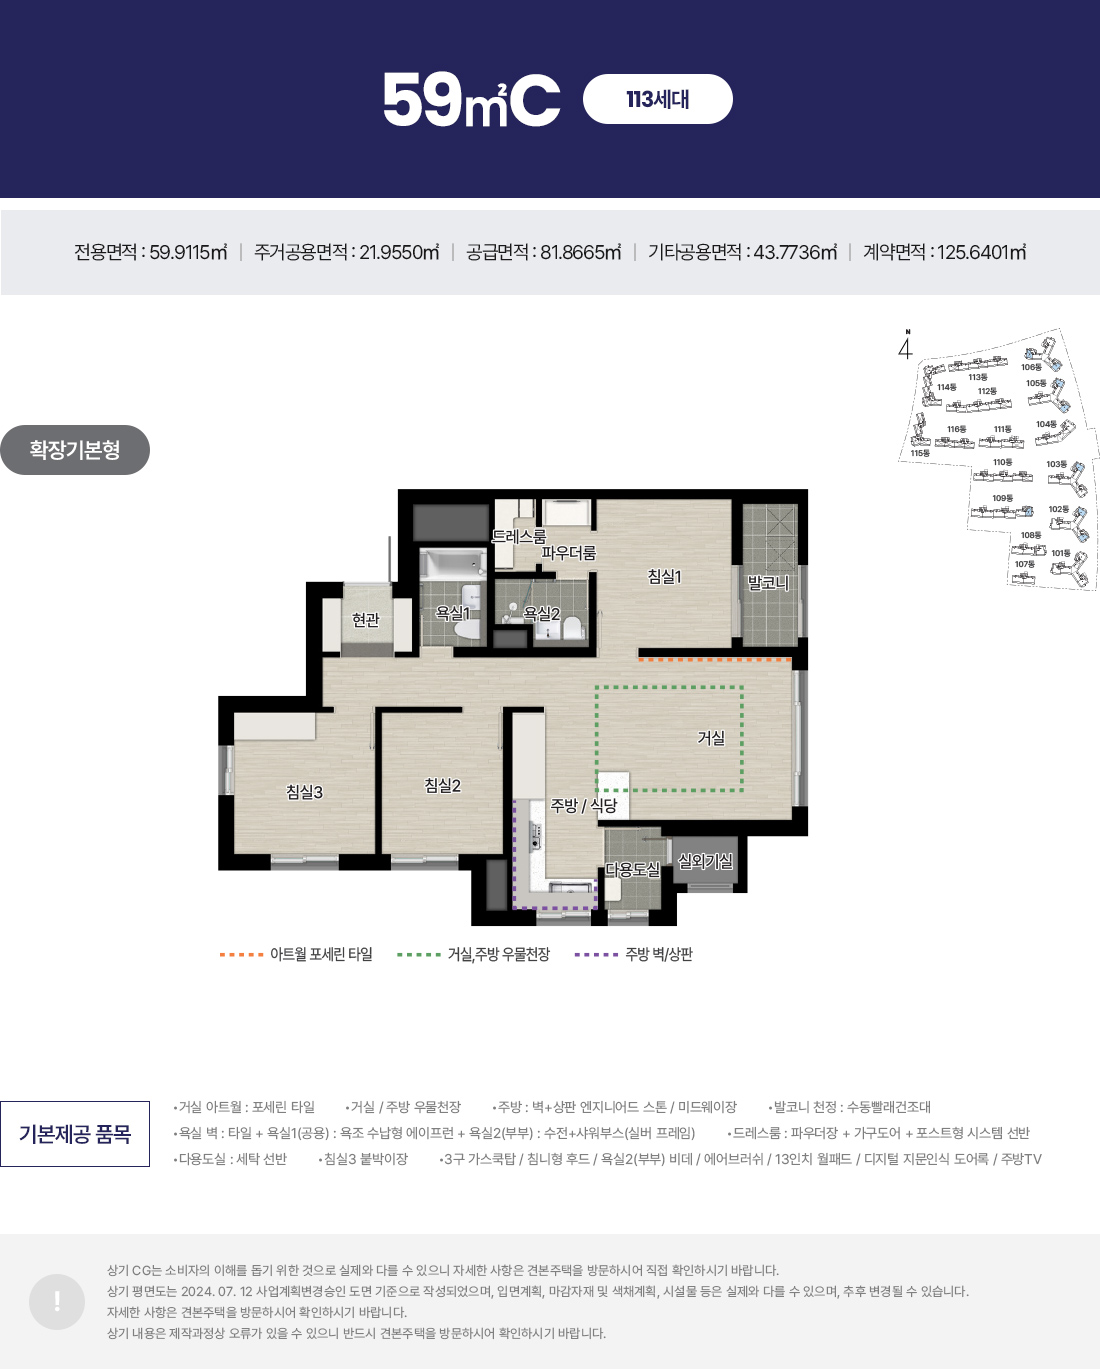 59㎡C 113세대
전용면적 : 59.9115㎡ | 주거공용면적 : 21.9550㎡ | 공급면적 : 81.8665㎡ | 기타공용면적 : 43.7736㎡ | 계약면적 : 125.6401㎡
N
106동
113동
114동
112동
105동
104동
116동
111동
115동
110동
103동
109동
102동
108동
101동
107동
확장기본형
드레스룸
파우더룸
침실1
발코니
현관
욕실1
욕실2
거실
침실3
침실2
주방 / 식당
다용도실
실외기실
아트월 포세린 타일
거실,주방 우물천장
주방 벽/상판
기본제공 품목
•거실 아트월 : 포세린 타일 •거실 / 주방 우물천장 •주방 : 벽+상판 엔지니어드 스톤 / 미드웨이장 •발코니 천정 : 수동빨래건조대
•욕실 벽 : 타일 + 욕실1(공용) : 욕조 수납형 에이프런 + 욕실2(부부) : 수전+샤워부스(실버 프레임) •드레스룸 : 파우더장 + 가구도어 + 포스트형 시스템 선반
•다용도실 : 세탁 선반 •침실3 붙박이장 •3구 가스쿡탑 / 침니형 후드 / 욕실2(부부) 비데 / 에어브러쉬 / 13인치 월패드 / 디지털 지문인식 도어록 / 주방TV
!
상기 CG는 소비자의 이해를 돕기 위한 것으로 실제와 다를 수 있으니 자세한 사항은 견본주택을 방문하시어 직접 확인하시기 바랍니다.
상기 평면도는 2024. 07. 12 사업계획변경승인 도면 기준으로 작성되었으며, 입면계획, 마감자재 및 색채계획, 시설물 등은 실제와 다를 수 있으며, 추후 변경될 수 있습니다.
자세한 사항은 견본주택을 방문하시어 확인하시기 바랍니다.
상기 내용은 제작과정상 오류가 있을 수 있으니 반드시 견본주택을 방문하시어 확인하시기 바랍니다.